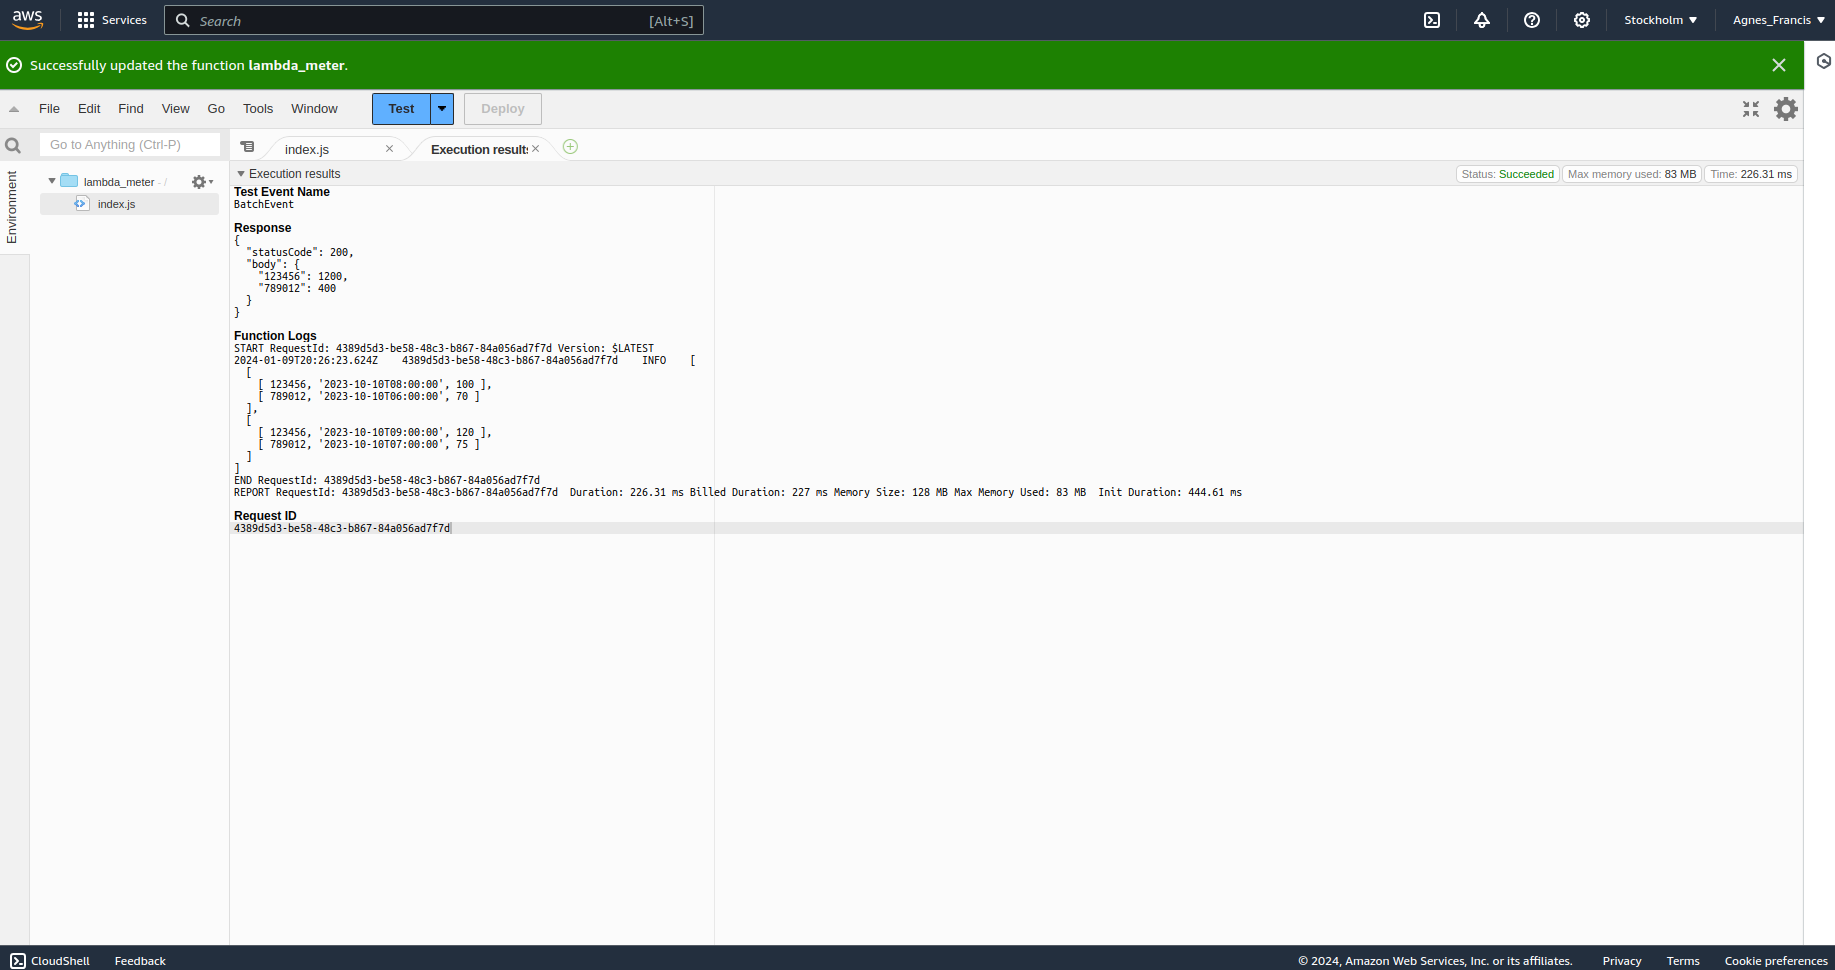 aws Services Search [Alt+S] Stockholm Agnes_Francis
Successfully updated the function lambda_meter.
File Edit Find View Go Tools Window Test Deploy
Go to Anything (Ctrl-P)
index.js Execution results
Environment
lambda_meter - /
index.js
Execution results Status: Succeeded Max memory used: 83 MB Time: 226.31 ms
Test Event Name
BatchEvent
Response
{
"statusCode": 200,
"body": {
"123456": 1200,
"789012": 400
}
}
Function Logs
START RequestId: 4389d5d3-be58-48c3-b867-84a056ad7f7d Version: $LATEST
2024-01-09T20:26:23.624Z 4389d5d3-be58-48c3-b867-84a056ad7f7d INFO [
[
[ 123456, '2023-10-10T08:00:00', 100 ],
[ 789012, '2023-10-10T06:00:00', 70 ]
],
[
[ 123456, '2023-10-10T09:00:00', 120 ],
[ 789012, '2023-10-10T07:00:00', 75 ]
]
]
END RequestId: 4389d5d3-be58-48c3-b867-84a056ad7f7d
REPORT RequestId: 4389d5d3-be58-48c3-b867-84a056ad7f7d Duration: 226.31 ms Billed Duration: 227 ms Memory Size: 128 MB Max Memory Used: 83 MB Init Duration: 444.61 ms
Request ID
4389d5d3-be58-48c3-b867-84a056ad7f7d
CloudShell Feedback © 2024, Amazon Web Services, Inc. or its affiliates. Privacy Terms Cookie preferences